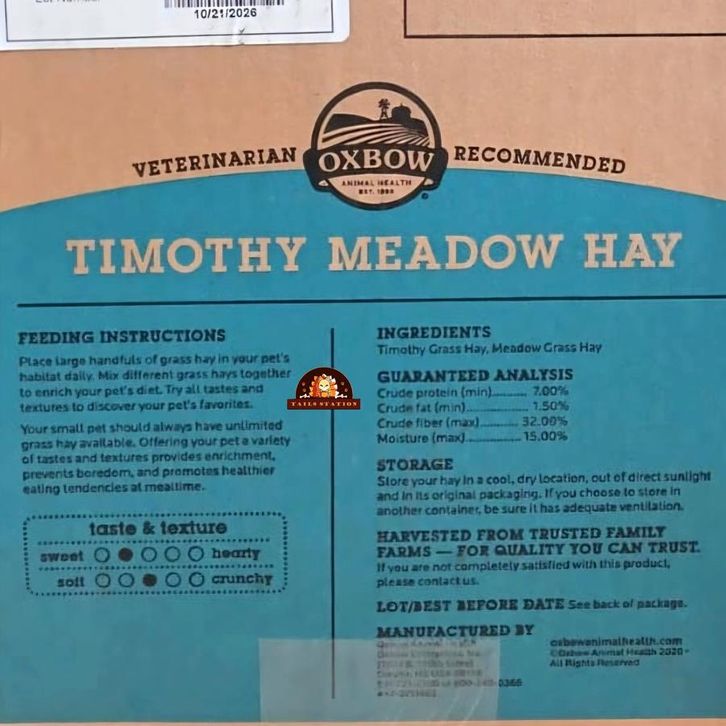 10/21/2026
VETERINARIAN OXBOW RECOMMENDED
ANIMAL HEALTH
TIMOTHY MEADOW HAY
FEEDING INSTRUCTIONS
Place large handfuls of grass hay in your pet's
habitat daily. Mix different grass hays together
to enrich your pet's diet. Try all tastes and
textures to discover your pet's favorites.
Your small pet should always have unlimited
grass hay available. Offering your pet a variety
of tastes and textures provides enrichment,
prevents boredom, and promotes healthier
eating tendencies at mealtime.
taste & texture
sweet hearty
soft crunchy
TAILS STATION
INGREDIENTS
Timothy Grass Hay, Meadow Grass Hay
GUARANTEED ANALYSIS
Crude protein (min)........... 7.00%
Crude fat (min)................... 1.50%
Crude fiber (max)............. 32.00%
Moisture (max)................... 15.00%
STORAGE
Store your hay in a cool, dry location, out of direct sunlight
and in its original packaging. If you choose to store in
another container, be sure it has adequate ventilation.
HARVESTED FROM TRUSTED FAMILY
FARMS — FOR QUALITY YOU CAN TRUST.
If you are not completely satisfied with this product,
please contact us.
LOT/BEST BEFORE DATE See back of package.
MANUFACTURED BY
oxbowanimalhealth.com
©Oxbow Animal Health 2020
All Rights Reserved